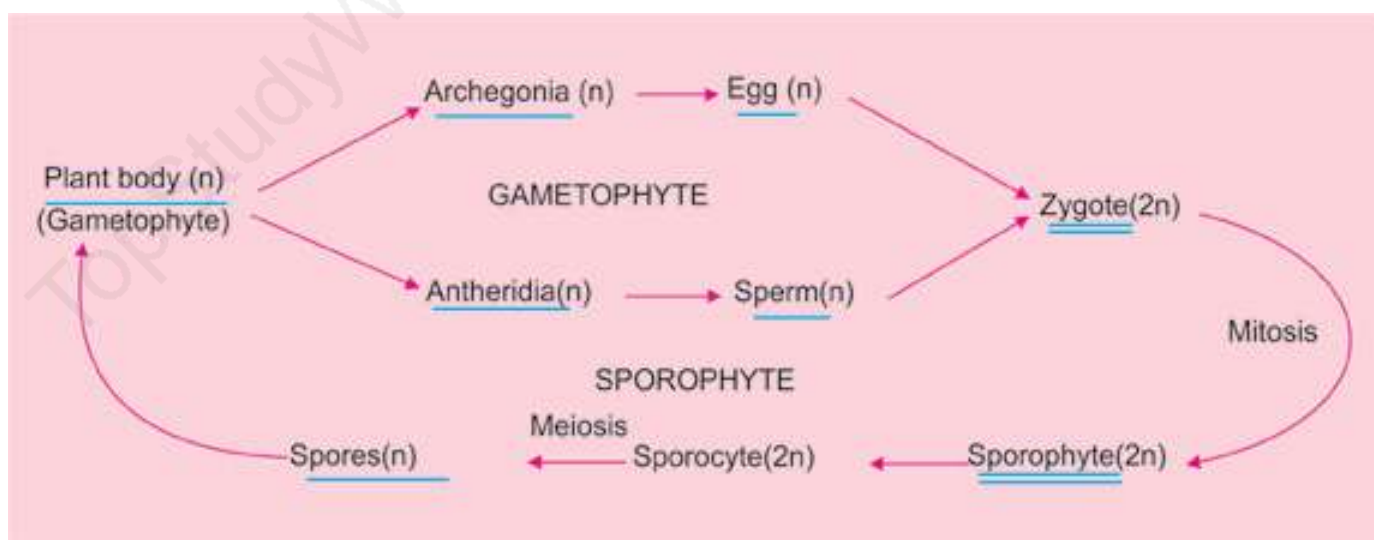 Archegonia (n)
Egg (n)
Plant body (n)
(Gametophyte)
GAMETOPHYTE
Zygote(2n)
Antheridia(n)
Sperm(n)
Mitosis
SPOROPHYTE
Meiosis
Spores(n)
Sporocyte(2n)
Sporophyte(2n)